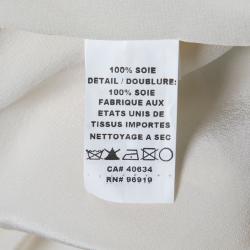 100% SOIE
DETAIL / DOUBLURE:
100% SOIE
FABRIQUE AUX
ETATS UNIS DE
TISSUS IMPORTES
NETTOYAGE A SEC
CA# 40634
RN# 96919